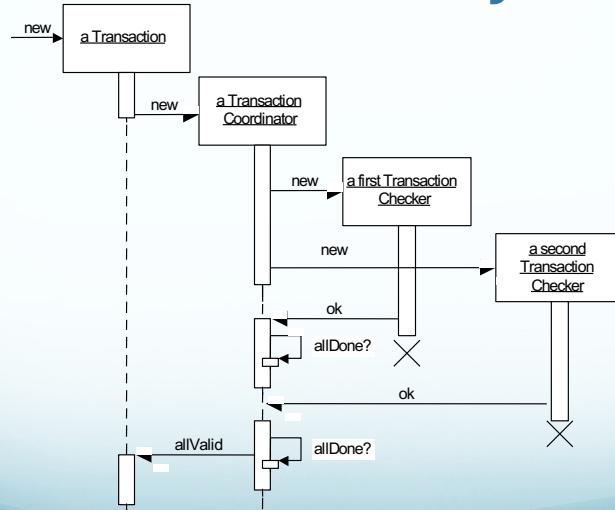 new
a Transaction
new
a Transaction
Coordinator
new
a first Transaction
Checker
new
a second
Transaction
Checker
ok
allDone?
ok
allValid
allDone?